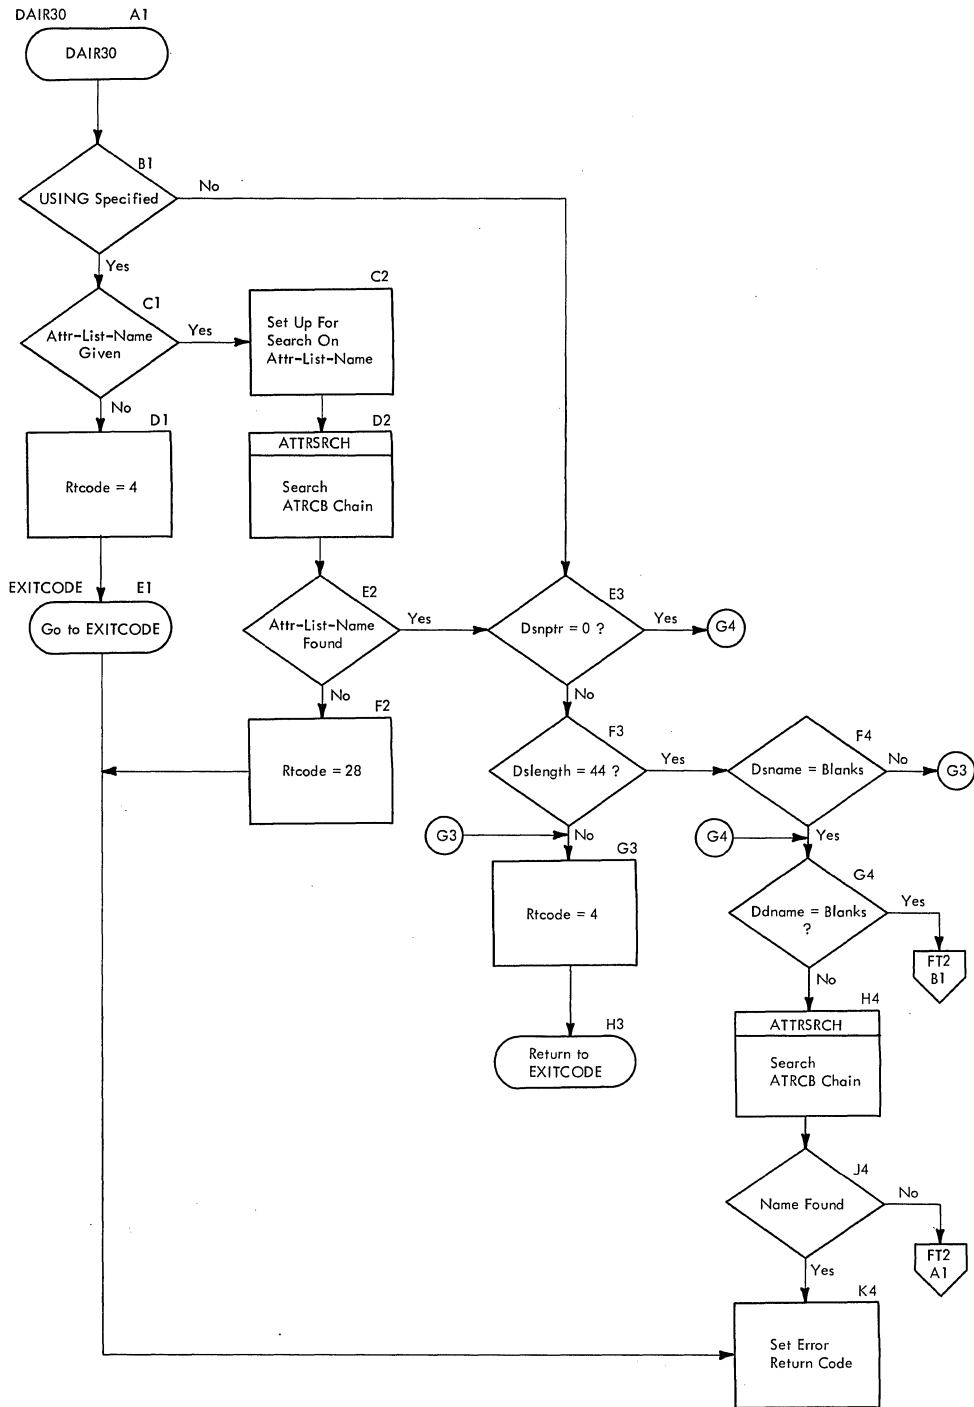 DAIR30
A1
DAIR30
B1
USING Specified
No
Yes
C1
Attr-List-Name
Given
Yes
No
C2
Set Up For
Search On
Attr-List-Name
D1
Rtcode = 4
D2
ATTRSRCH
Search
ATRCB Chain
EXITCODE
E1
Go to EXITCODE
E2
Attr-List-Name
Found
Yes
No
E3
Dsnptr = 0 ?
Yes
G4
No
F2
Rtcode = 28
F3
Dslength = 44 ?
Yes
No
F4
Dsname = Blanks
No
G3
Yes
G3
G3
Rtcode = 4
G4
G4
Ddname = Blanks
?
Yes
FT2
B1
No
H3
Return to
EXITCODE
H4
ATTRSRCH
Search
ATRCB Chain
J4
Name Found
No
FT2
A1
Yes
K4
Set Error
Return Code